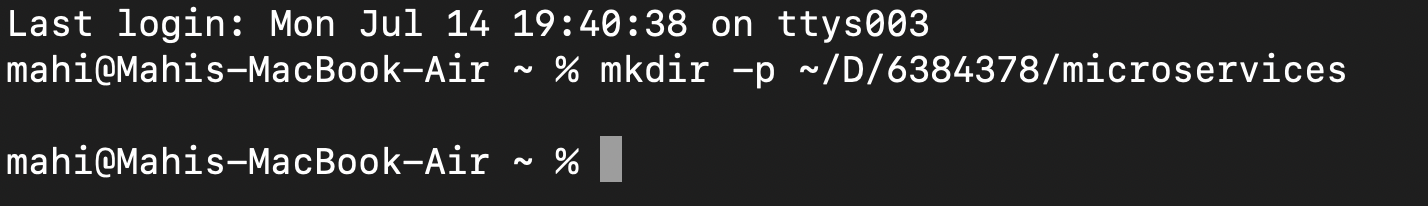 Last login: Mon Jul 14 19:40:38 on ttys003
mahi@Mahis-MacBook-Air ~ % mkdir -p ~/D/6384378/microservices
mahi@Mahis-MacBook-Air ~ %